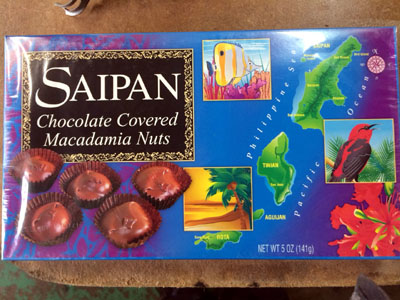 SAIPAN
Chocolate Covered
Macadamia Nuts
SAIPAN
Philippine Sea
Pacific Ocean
TINIAN
AGUIJAN
ROTA
NET WT 5 OZ (141g)